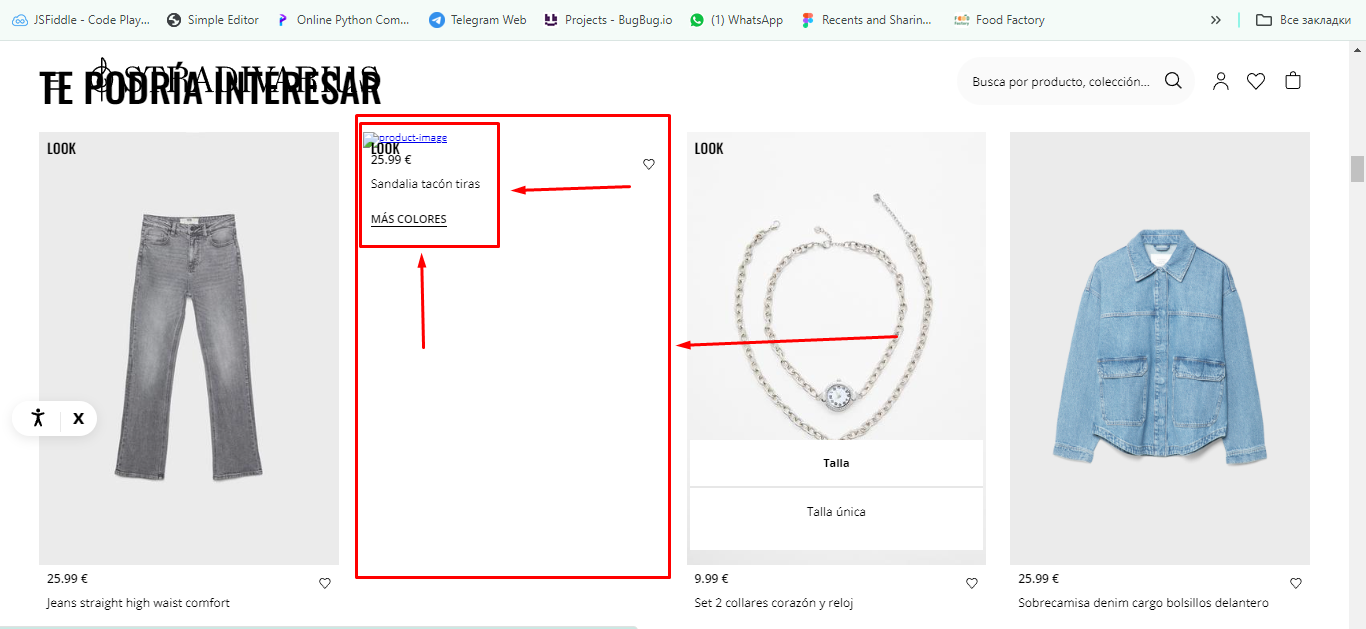 JSFiddle - Code Play...
Simple Editor
Online Python Com...
Telegram Web
Projects - BugBug.io
(1) WhatsApp
Recents and Sharin...
Food Factory
»
Все закладки
STRADIVARIUS
TE PODRÍA INTERESAR
Busca por producto, colección...
LOOK
product-image
LOOK
25.99 €
Sandalia tacón tiras
MÁS COLORES
LOOK
Talla
Talla única
X
25.99 €
Jeans straight high waist comfort
9.99 €
Set 2 collares corazón y reloj
25.99 €
Sobrecamisa denim cargo bolsillos delantero